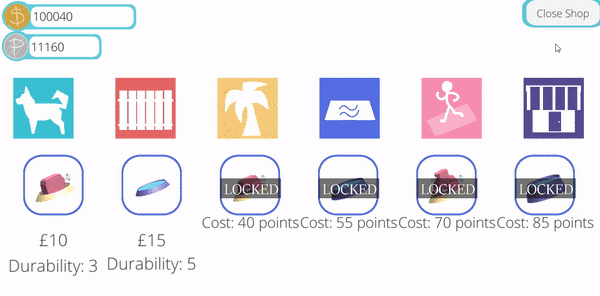 100040
Close Shop
11160
LOCKED LOCKED LOCKED LOCKED
Cost: 40 points Cost: 55 points Cost: 70 points Cost: 85 points
£10 £15
Durability: 3 Durability: 5